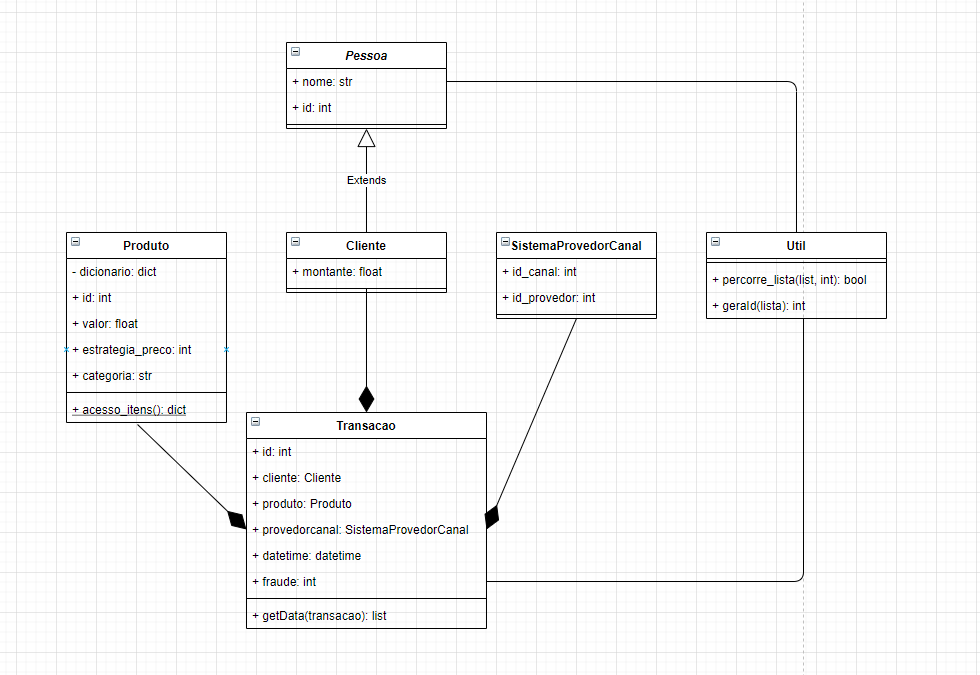 Pessoa
+ nome: str
+ id: int
Extends
Produto
- dicionario: dict
+ id: int
+ valor: float
+ estrategia_preco: int
+ categoria: str
+ acesso_itens(): dict
Cliente
+ montante: float
SistemaProvedorCanal
+ id_canal: int
+ id_provedor: int
Util
+ percorre_lista(list, int): bool
+ geraId(lista): int
Transacao
+ id: int
+ cliente: Cliente
+ produto: Produto
+ provedorcanal: SistemaProvedorCanal
+ datetime: datetime
+ fraude: int
+ getData(transacao): list